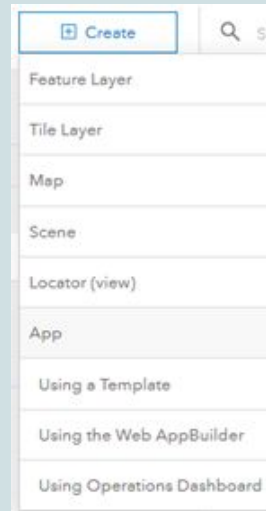 Create
Feature Layer
Tile Layer
Map
Scene
Locator (view)
App
Using a Template
Using the Web AppBuilder
Using Operations Dashboard